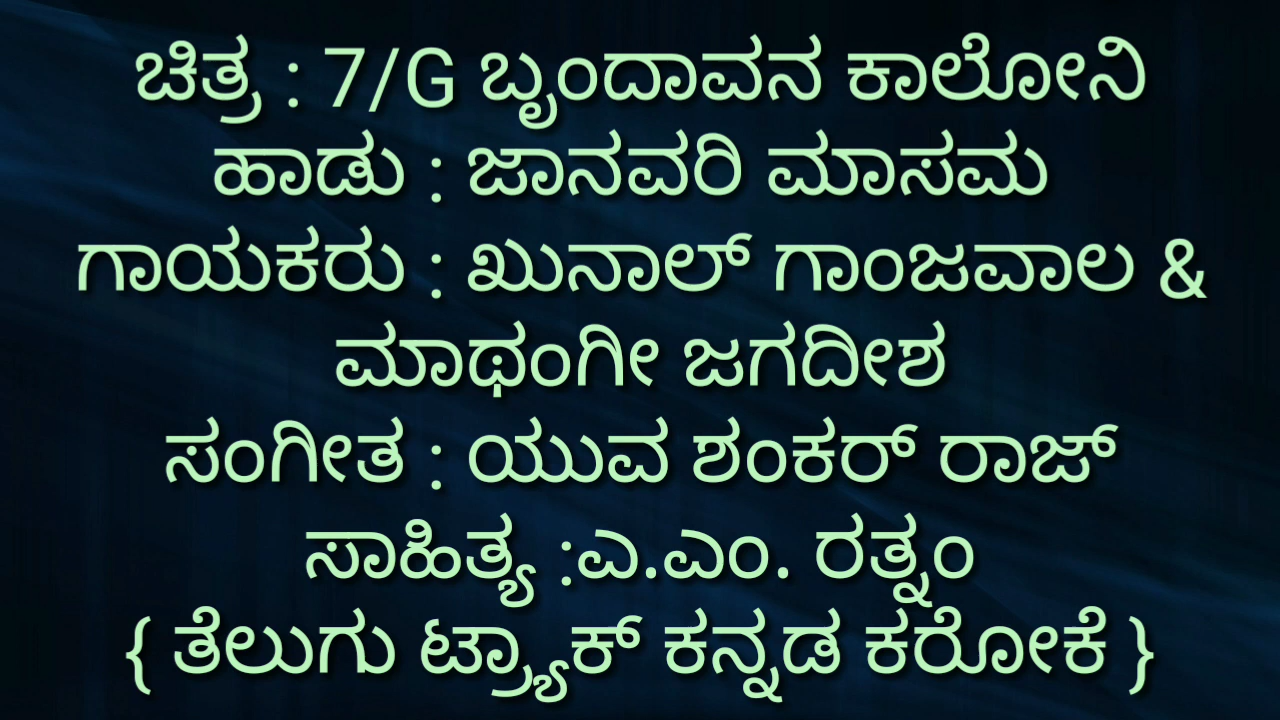 ಚಿತ್ರ : 7/G ಬೃಂದಾವನ ಕಾಲೋನಿ
ಹಾಡು : ಜಾನವರಿ ಮಾಸಮ
ಗಾಯಕರು : ಖುನಾಲ್ ಗಾಂಜವಾಲ &
ಮಾಥಂಗೀ ಜಗದೀಶ
ಸಂಗೀತ : ಯುವ ಶಂಕರ್ ರಾಜ್
ಸಾಹಿತ್ಯ :ಎ.ಎಂ. ರತ್ನಂ
{ ತೆಲುಗು ಟ್ರ್ಯಾಕ್ ಕನ್ನಡ ಕರೋಕೆ }